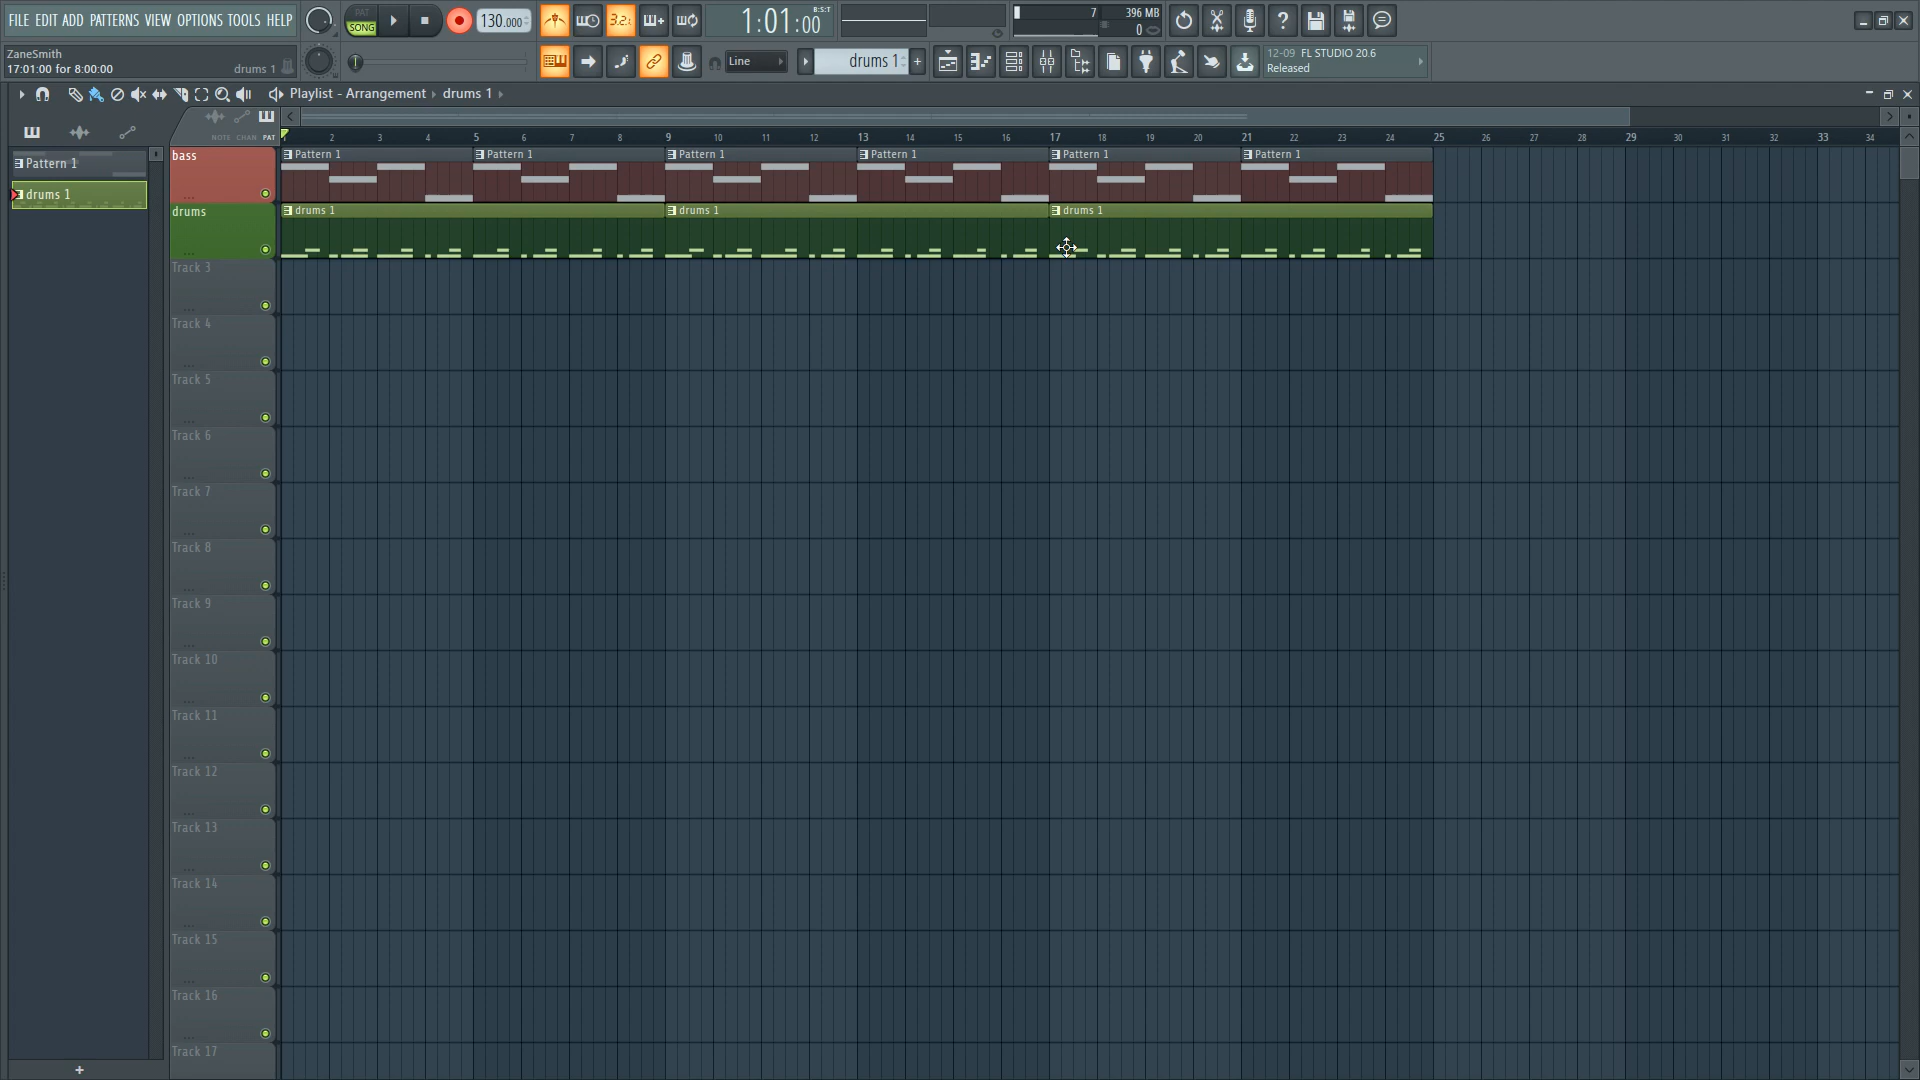 FILE EDIT ADD PATTERNS VIEW OPTIONS TOOLS HELP
PAT
SONG
130.000
3.2.
1:01:00
B:S:T
7
396 MB
0
ZaneSmith
17:01:00 for 8:00:00
drums 1
Line
drums 1
+
12-09 FL STUDIO 20.6
Released
Playlist - Arrangement drums 1
NOTE CHAN PAT
1 2 3 4 5 6 7 8 9 10 11 12 13 14 15 16 17 18 19 20 21 22 23 24 25 26 27 28 29 30 31 32 33 34
Pattern 1
drums 1
bass
Pattern 1 Pattern 1 Pattern 1 Pattern 1 Pattern 1 Pattern 1
drums
drums 1 drums 1 drums 1
Track 3
Track 4
Track 5
Track 6
Track 7
Track 8
Track 9
Track 10
Track 11
Track 12
Track 13
Track 14
Track 15
Track 16
Track 17
+